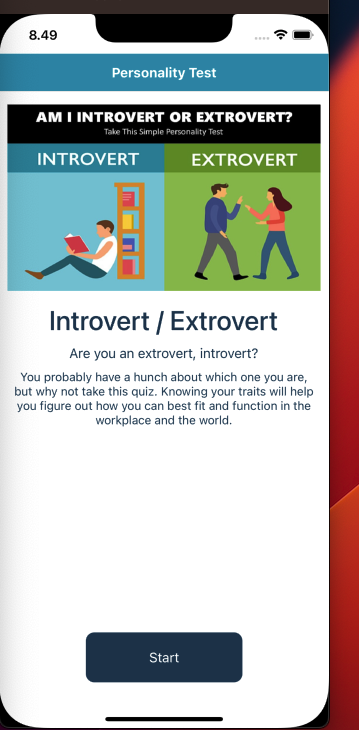 8.49
Personality Test
AM I INTROVERT OR EXTROVERT?
Take This Simple Personality Test
INTROVERT
EXTROVERT
Introvert / Extrovert
Are you an extrovert, introvert?
You probably have a hunch about which one you are,
but why not take this quiz. Knowing your traits will help
you figure out how you can best fit and function in the
workplace and the world.
Start